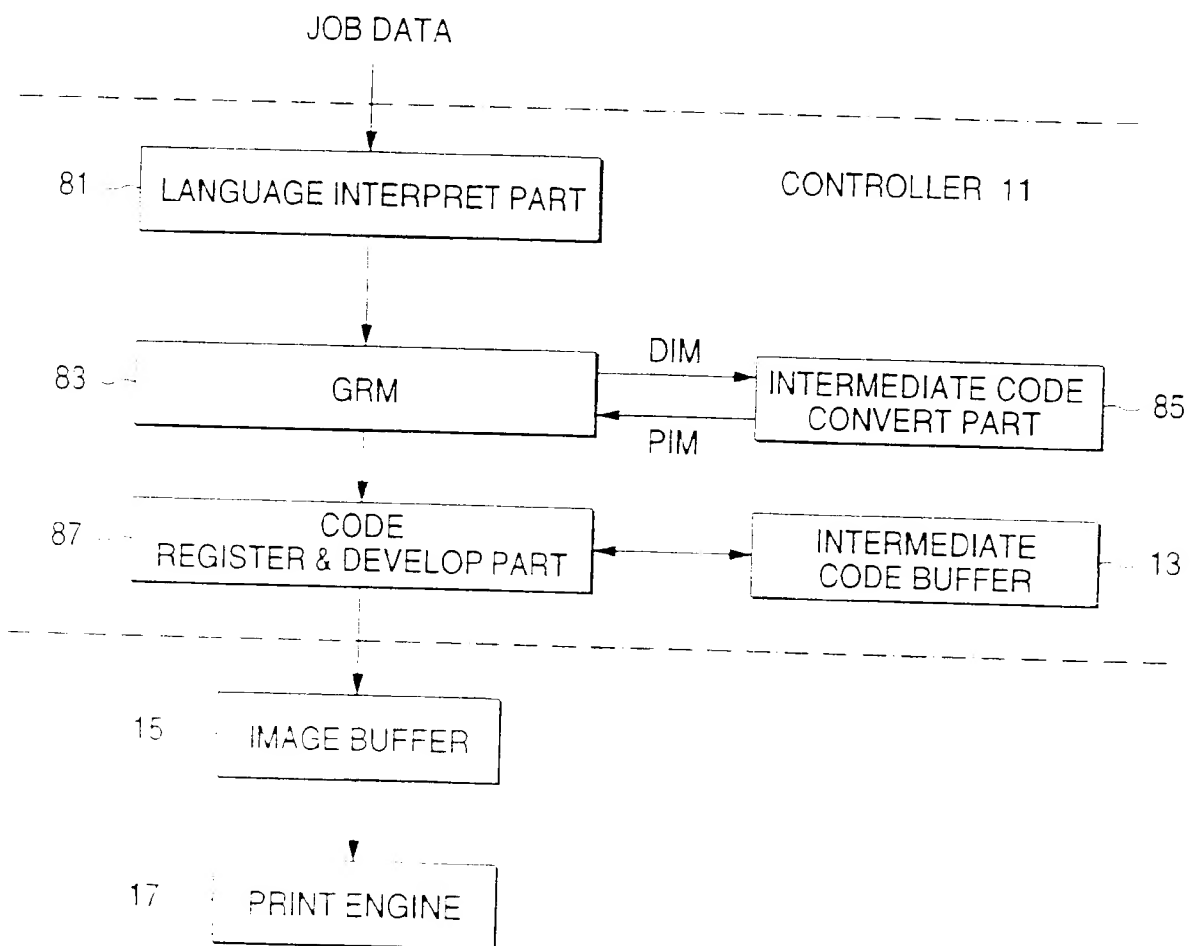 JOB DATA
81
LANGUAGE INTERPRET PART
CONTROLLER 11
83
GRM
DIM
PIM
INTERMEDIATE CODE
CONVERT PART
85
87
CODE
REGISTER & DEVELOP PART
INTERMEDIATE
CODE BUFFER
13
15
IMAGE BUFFER
17
PRINT ENGINE